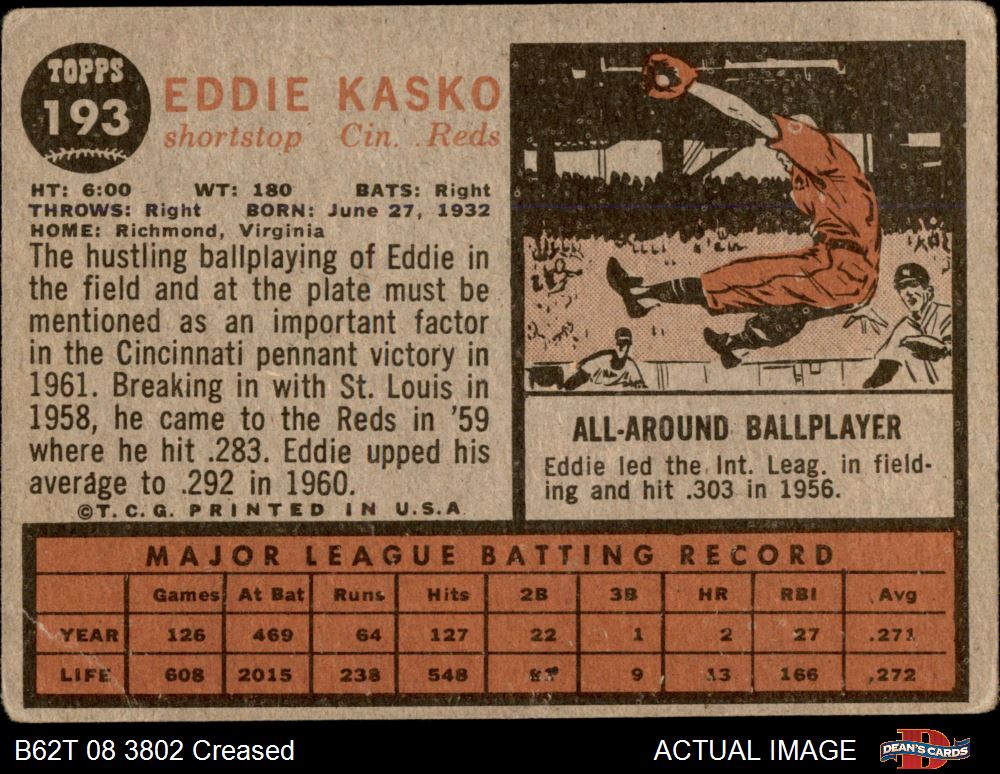 TOPPS
193
EDDIE KASKO
shortstop Cin. Reds
HT: 6:00 WT: 180 BATS: Right
THROWS: Right BORN: June 27, 1932
HOME: Richmond, Virginia
The hustling ballplaying of Eddie in
the field and at the plate must be
mentioned as an important factor
in the Cincinnati pennant victory in
1961. Breaking in with St. Louis in
1958, he came to the Reds in '59
where he hit .283. Eddie upped his
average to .292 in 1960.
©T. C. G. PRINTED IN U.S.A.
ALL-AROUND BALLPLAYER
Eddie led the Int. Leag. in field-
ing and hit .303 in 1956.
MAJOR LEAGUE BATTING RECORD
Games At Bat Runs Hits 2B 3B HR RBI Avg
YEAR 126 469 64 127 22 1 2 27 .271
LIFE 608 2015 238 548 9 13 166 .272
B62T 08 3802 Creased
ACTUAL IMAGE
DEAN'S CARDS